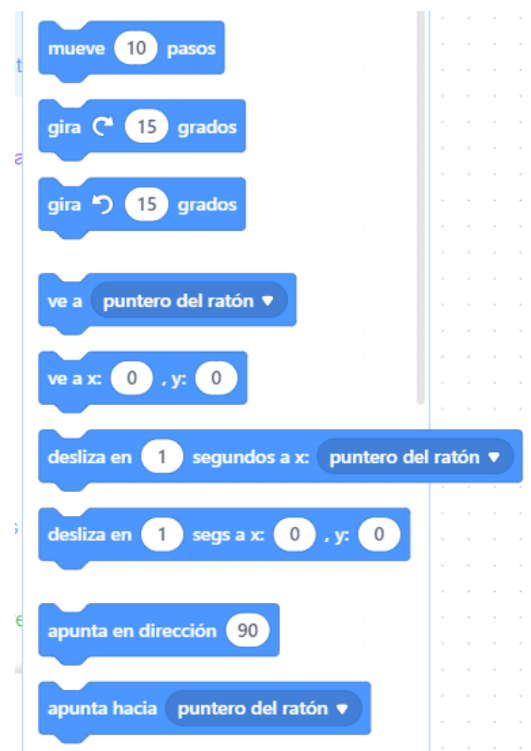 mueve 10 pasos
gira 15 grados
gira 15 grados
ve a puntero del ratón
ve a x: 0 , y: 0
desliza en 1 segundos a x: puntero del ratón
desliza en 1 segs a x: 0 , y: 0
apunta en dirección 90
apunta hacia puntero del ratón